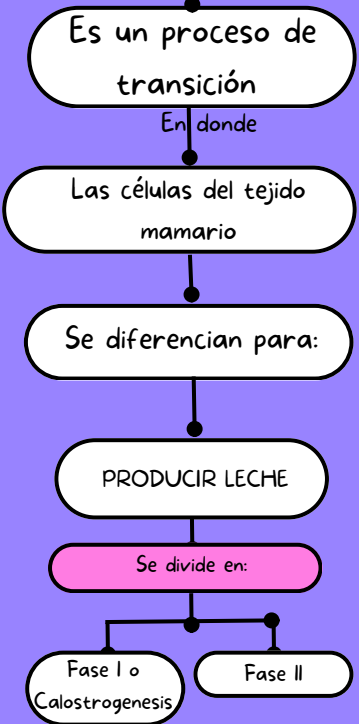 Es un proceso de
transición
En donde
Las células del tejido
mamario
Se diferencian para:
PRODUCIR LECHE
Se divide en:
Fase I o
Calostrogenesis
Fase II